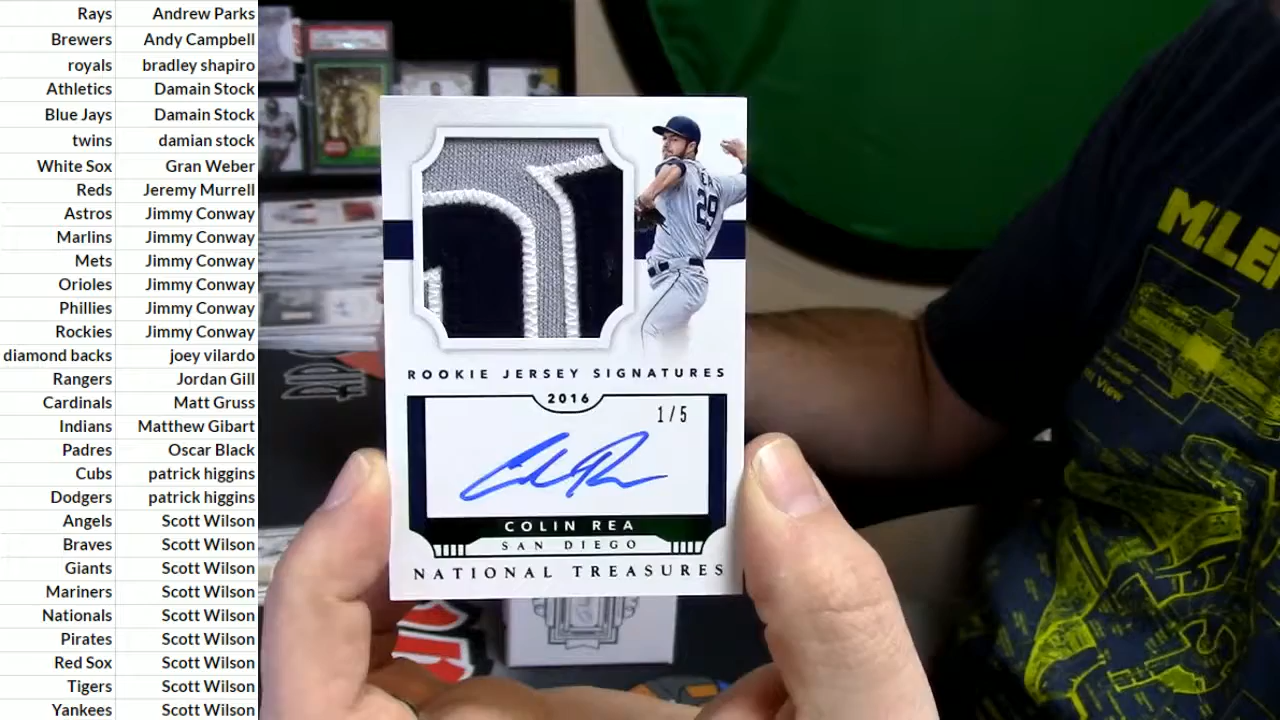 Rays Andrew Parks
Brewers Andy Campbell
royals bradley shapiro
Athletics Damain Stock
Blue Jays Damain Stock
twins damian stock
White Sox Gran Weber
Reds Jeremy Murrell
Astros Jimmy Conway
Marlins Jimmy Conway
Mets Jimmy Conway
Orioles Jimmy Conway
Phillies Jimmy Conway
Rockies Jimmy Conway
diamond backs joey vilardo
Rangers Jordan Gill
Cardinals Matt Gruss
Indians Matthew Gibart
Padres Oscar Black
Cubs patrick higgins
Dodgers patrick higgins
Angels Scott Wilson
Braves Scott Wilson
Giants Scott Wilson
Mariners Scott Wilson
Nationals Scott Wilson
Pirates Scott Wilson
Red Sox Scott Wilson
Tigers Scott Wilson
Yankees Scott Wilson
29
ROOKIE JERSEY SIGNATURES
2016
1/5
COLIN REA
SAN DIEGO
NATIONAL TREASURES
View